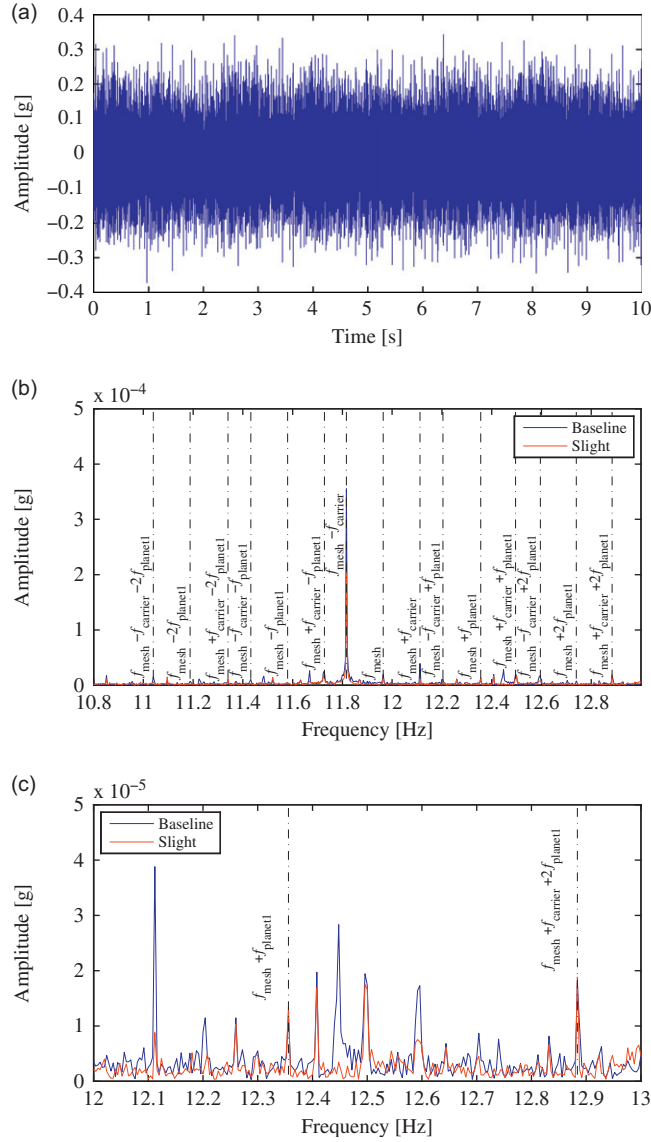 (a)
0.4
0.3
0.2
0.1
0
−0.1
−0.2
−0.3
0.4
Amplitude [g]
0 1 2 3 4 5 6 7 8 9 10
Time [s]
(b)
x 10⁻⁴
5
4
3
2
1
0
Amplitude [g]
Baseline
Slight
f_mesh −f_carrier −2f_planet1
f_mesh −2f_planet1
f_mesh +f_carrier −2f_planet1
f_mesh −f_carrier −f_planet1
f_mesh −f_planet1
f_mesh +f_carrier −f_planet1
f_mesh −f_carrier
f_mesh
f_mesh +f_carrier
f_mesh −f_carrier +f_planet1
f_mesh +f_planet1
f_mesh +f_carrier +f_planet1
f_mesh −f_carrier +2f_planet1
f_mesh +2f_planet1
f_mesh +f_carrier +2f_planet1
10.8 11 11.2 11.4 11.6 11.8 12 12.2 12.4 12.6 12.8
Frequency [Hz]
(c)
x 10⁻⁵
5
4
3
2
1
0
Amplitude [g]
Baseline
Slight
f_mesh +f_planet1
f_mesh +f_carrier +2f_planet1
12 12.1 12.2 12.3 12.4 12.5 12.6 12.7 12.8 12.9 13
Frequency [Hz]